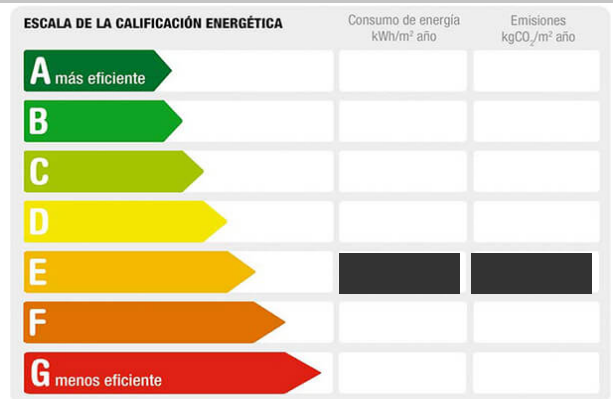 ESCALA DE LA CALIFICACIÓN ENERGÉTICA
Consumo de energía
kWh/m² año
Emisiones
kgCO₂/m² año
A más eficiente
B
C
D
E
F
G menos eficiente